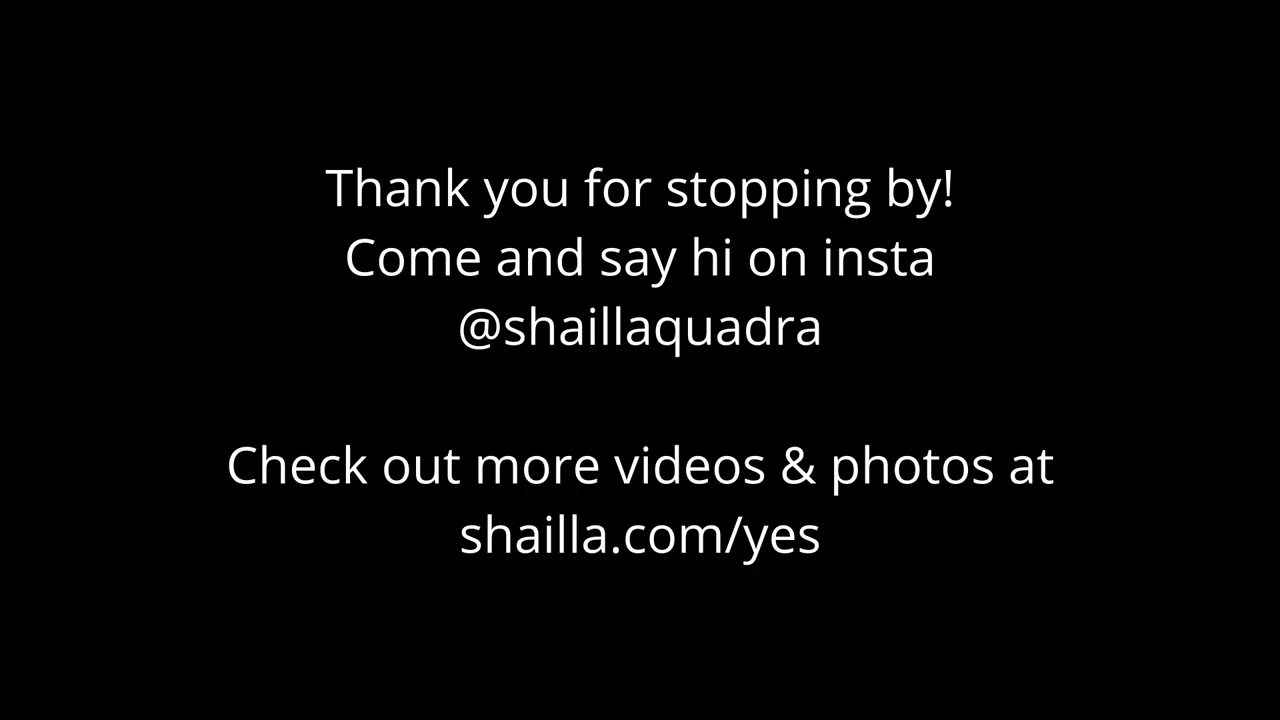 Thank you for stopping by!
Come and say hi on insta
@shaillaquadra
Check out more videos & photos at
shailla.com/yes